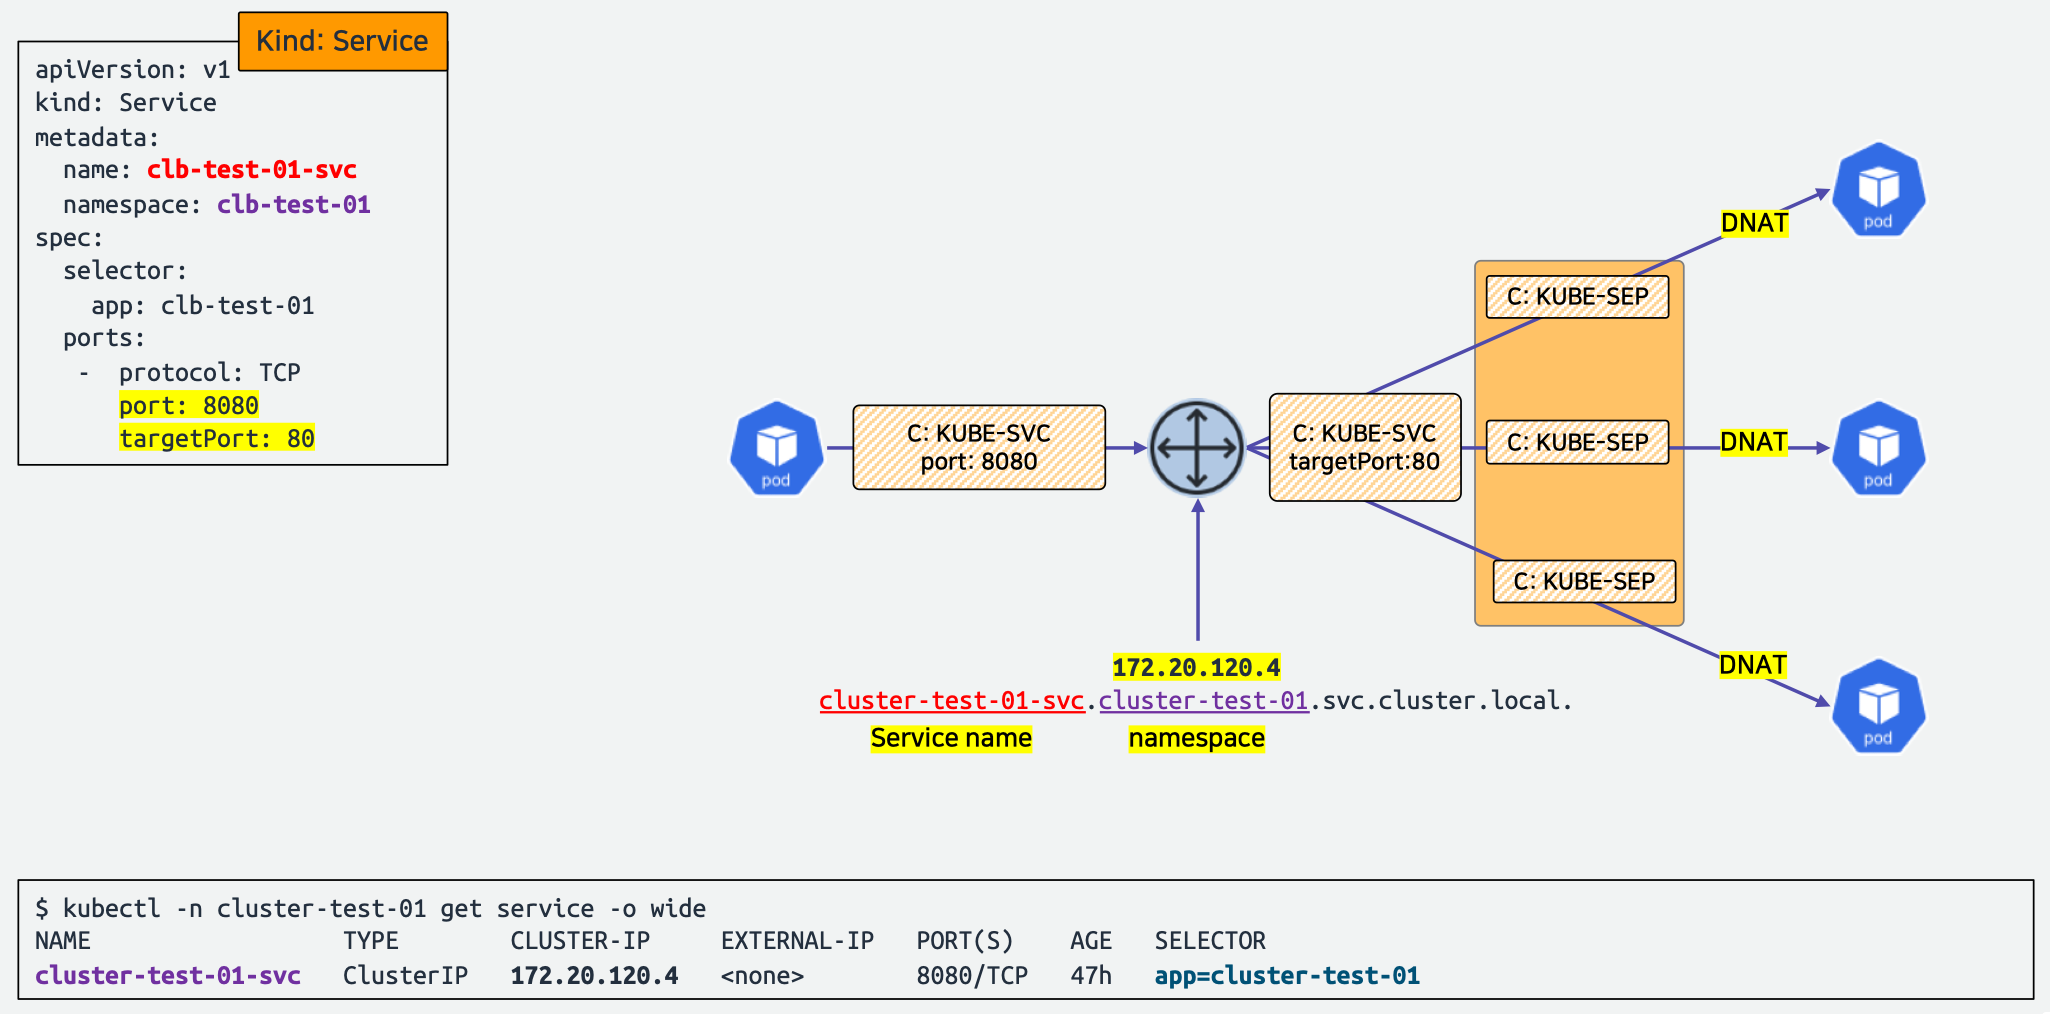 Kind: Service
apiVersion: v1
kind: Service
metadata:
  name: clb-test-01-svc
  namespace: clb-test-01
spec:
  selector:
    app: clb-test-01
  ports:
   -  protocol: TCP
      port: 8080
      targetPort: 80
pod
C: KUBE-SVC
port: 8080
C: KUBE-SVC
targetPort:80
C: KUBE-SEP
C: KUBE-SEP
C: KUBE-SEP
DNAT
DNAT
DNAT
pod
pod
pod
172.20.120.4
cluster-test-01-svc.cluster-test-01.svc.cluster.local.
Service name
namespace
$ kubectl -n cluster-test-01 get service -o wide
NAME                  TYPE        CLUSTER-IP     EXTERNAL-IP   PORT(S)    AGE   SELECTOR
cluster-test-01-svc   ClusterIP   172.20.120.4   <none>        8080/TCP   47h   app=cluster-test-01